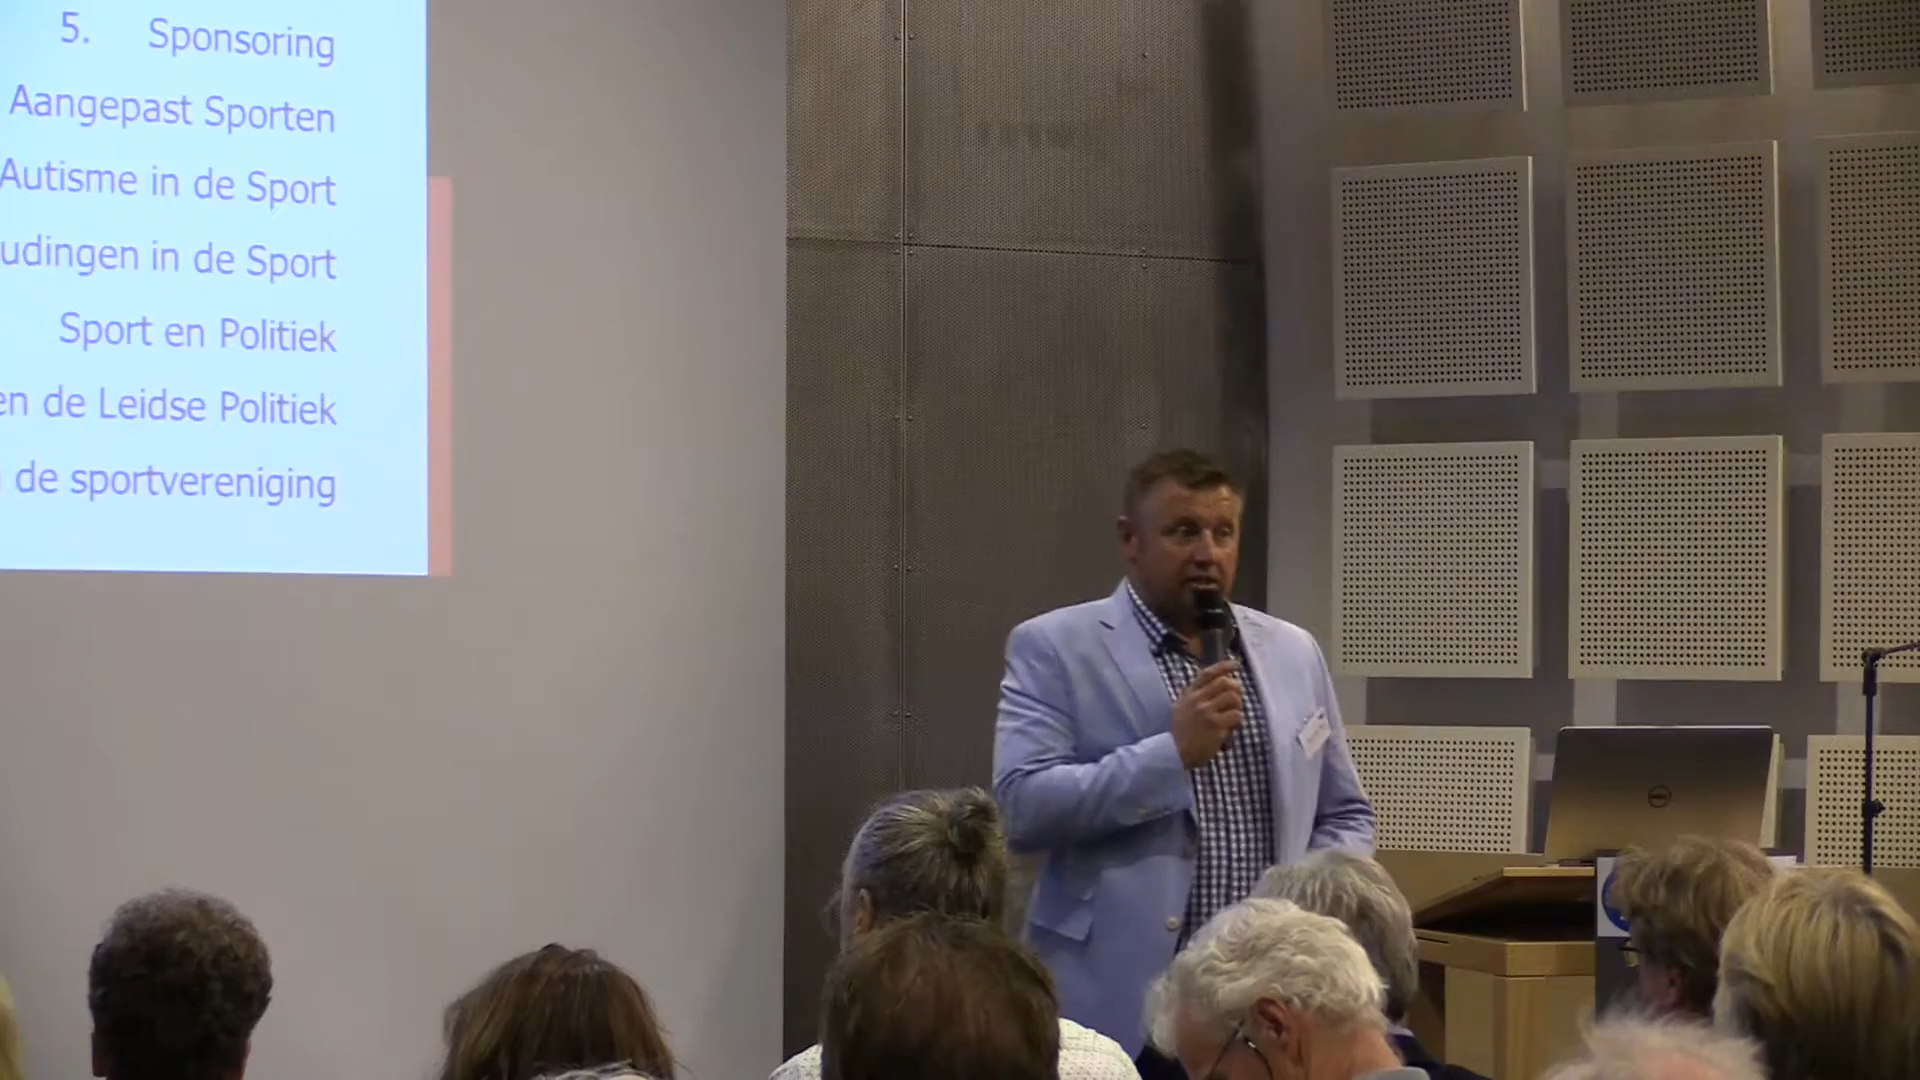 5. Sponsoring
Aangepast Sporten
Autisme in de Sport
udingen in de Sport
Sport en Politiek
en de Leidse Politiek
de sportvereniging
DELL